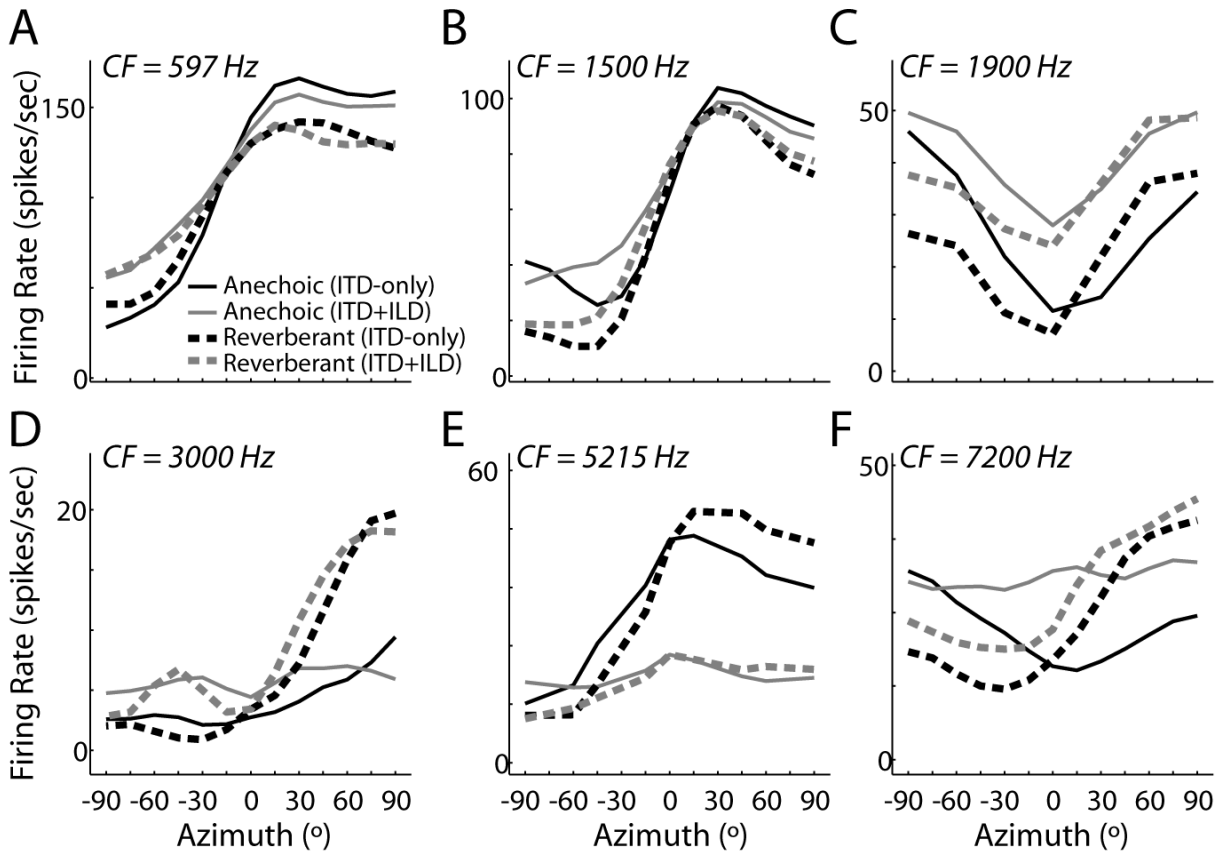 A
B
C
CF = 597 Hz
CF = 1500 Hz
CF = 1900 Hz
Firing Rate (spikes/sec)
150
0
100
0
50
0
Anechoic (ITD-only)
Anechoic (ITD+ILD)
Reverberant (ITD-only)
Reverberant (ITD+ILD)
D
E
F
CF = 3000 Hz
CF = 5215 Hz
CF = 7200 Hz
Firing Rate (spikes/sec)
20
0
60
0
50
0
-90 -60 -30 0 30 60 90
-90 -60 -30 0 30 60 90
-90 -60 -30 0 30 60 90
Azimuth (º)
Azimuth (º)
Azimuth (º)